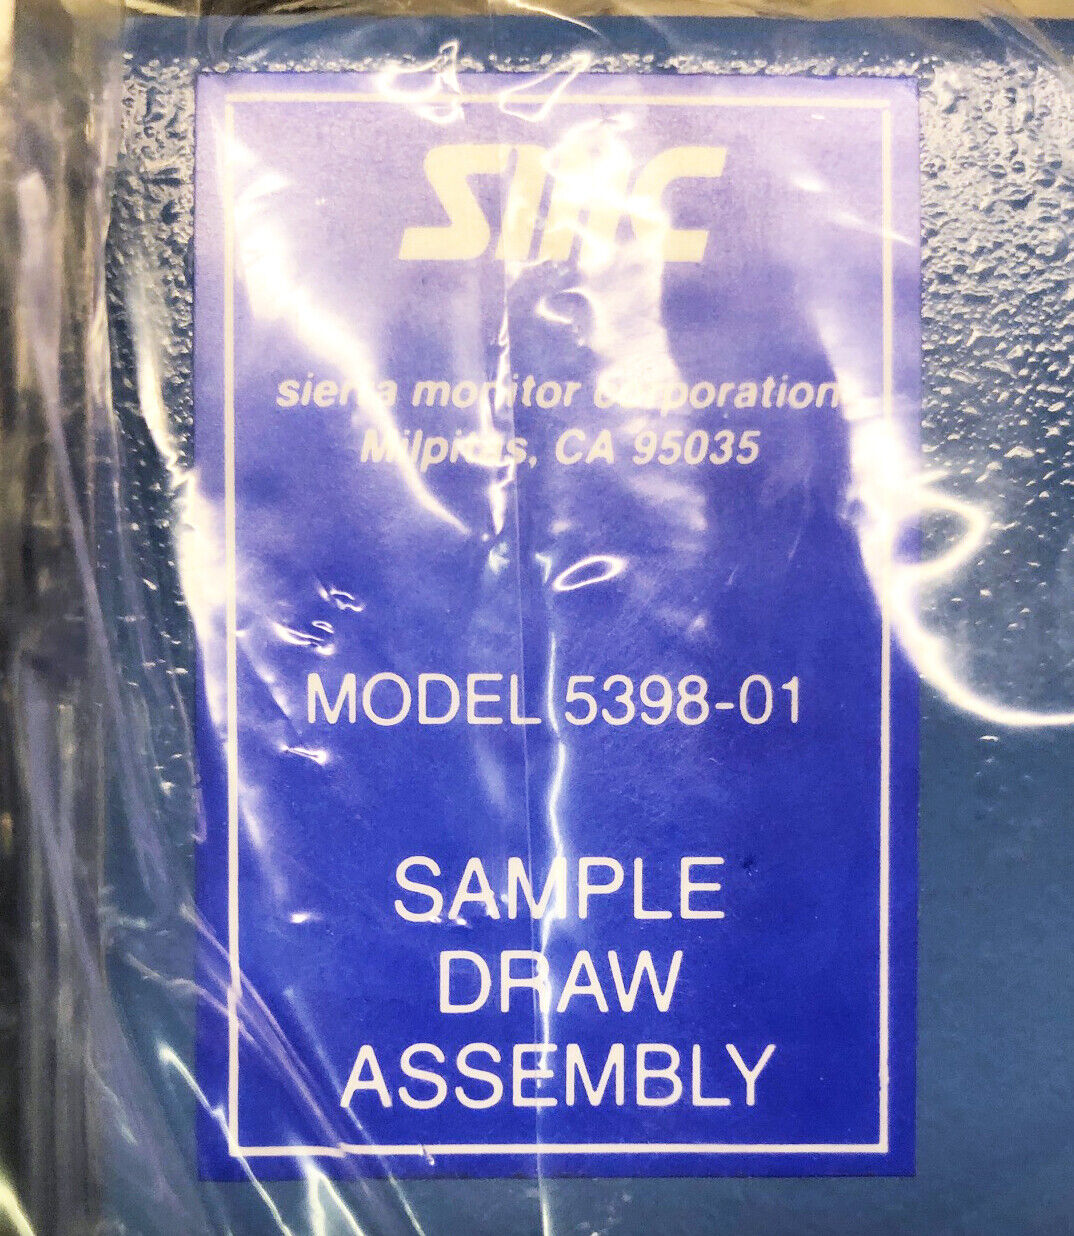 SMC
sierra monitor corporation
Milpitas, CA 95035
MODEL 5398-01
SAMPLE
DRAW
ASSEMBLY